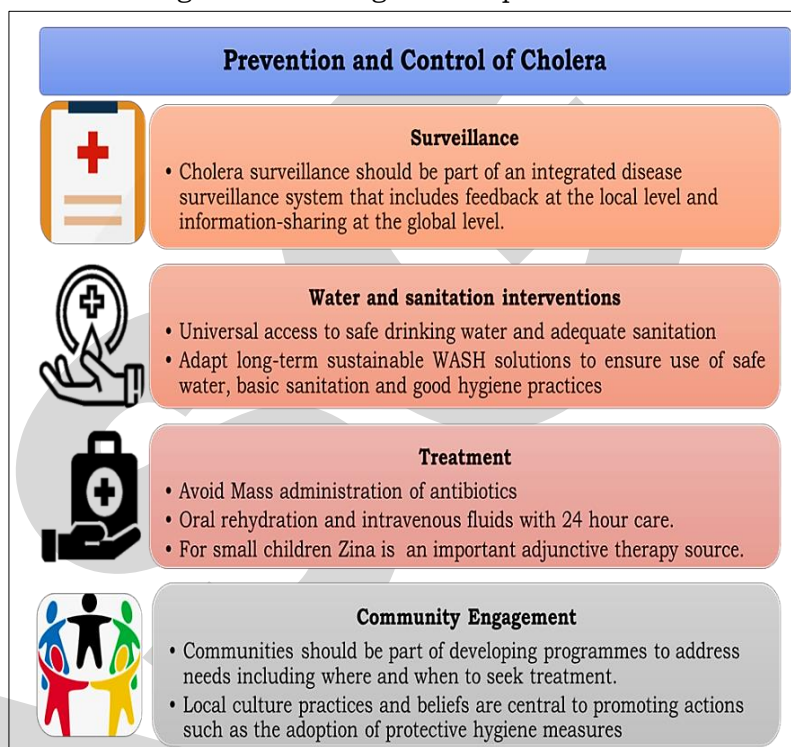 Prevention and Control of Cholera
Surveillance
• Cholera surveillance should be part of an integrated disease
surveillance system that includes feedback at the local level and
information-sharing at the global level.
Water and sanitation interventions
• Universal access to safe drinking water and adequate sanitation
• Adapt long-term sustainable WASH solutions to ensure use of safe
water, basic sanitation and good hygiene practices
Treatment
• Avoid Mass administration of antibiotics
• Oral rehydration and intravenous fluids with 24 hour care.
• For small children Zina is an important adjunctive therapy source.
Community Engagement
• Communities should be part of developing programmes to address
needs including where and when to seek treatment.
• Local culture practices and beliefs are central to promoting actions
such as the adoption of protective hygiene measures